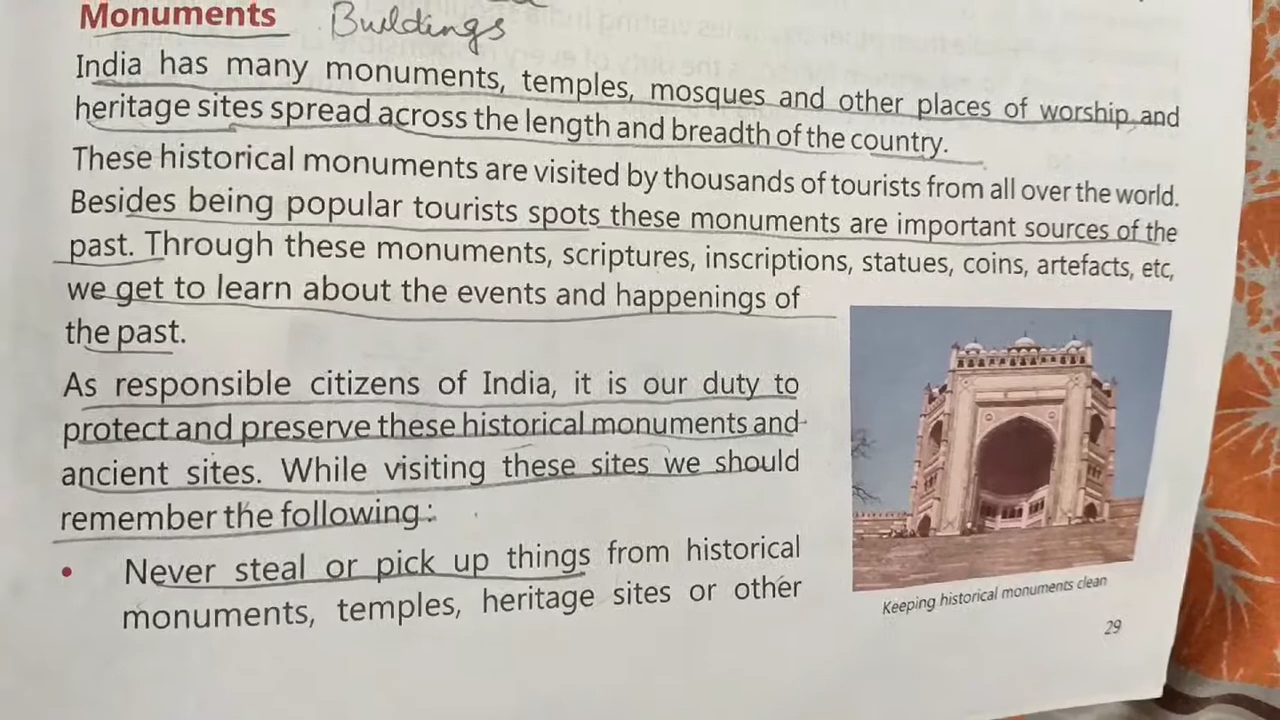 Monuments Buildings
India has many monuments, temples, mosques and other places of worship and
heritage sites spread across the length and breadth of the country.
These historical monuments are visited by thousands of tourists from all over the world.
Besides being popular tourists spots these monuments are important sources of the
past. Through these monuments, scriptures, inscriptions, statues, coins, artefacts, etc,
we get to learn about the events and happenings of
the past.
As responsible citizens of India, it is our duty to
protect and preserve these historical monuments and
ancient sites. While visiting these sites we should
remember the following:
• Never steal or pick up things from historical
monuments, temples, heritage sites or other
Keeping historical monuments clean
29